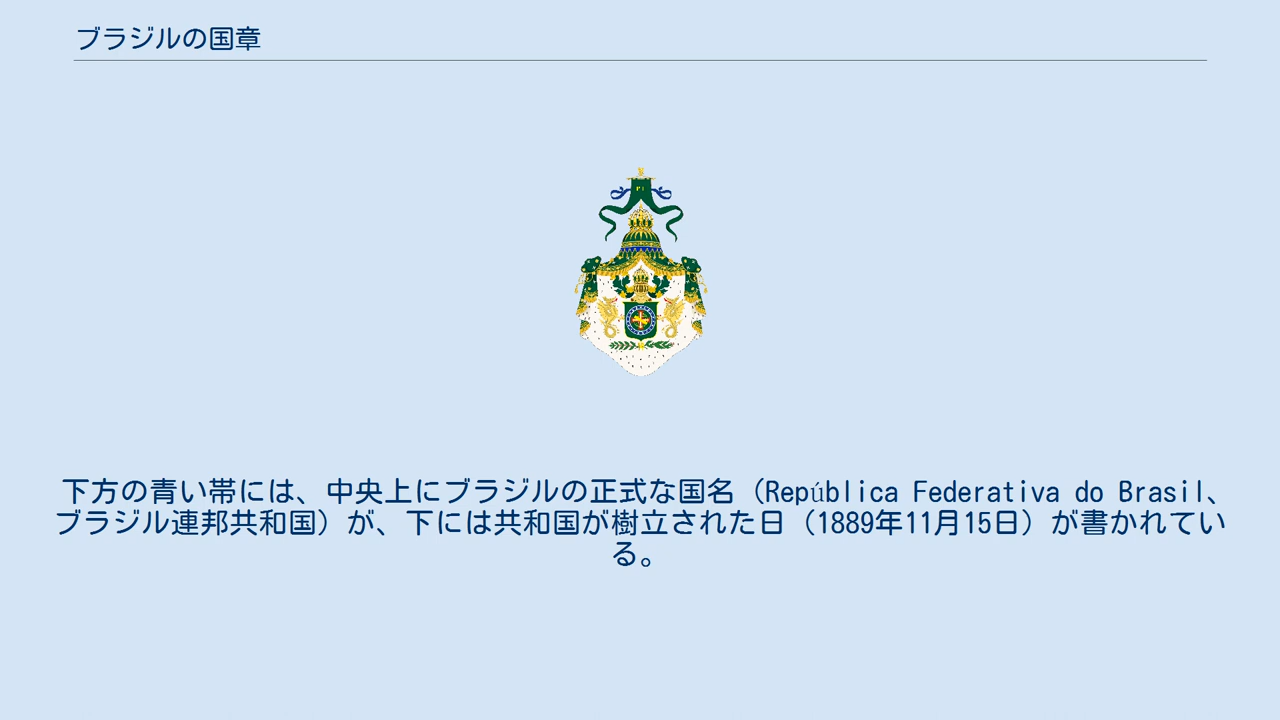 ブラジルの国章
下方の青い帯には、中央上にブラジルの正式な国名（República Federativa do Brasil、
ブラジル連邦共和国）が、下には共和国が樹立された日（1889年11月15日）が書かれてい
る。